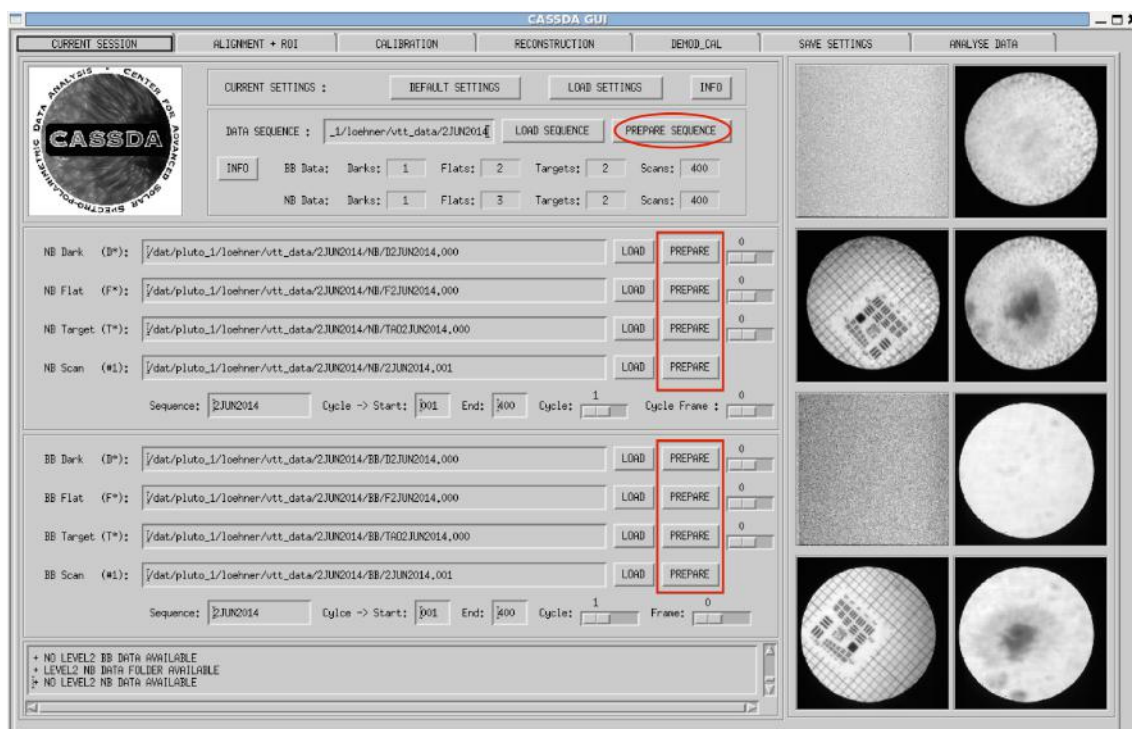 CASSDA GUI
CURRENT SESSION ALIGNMENT + ROI CALIBRATION RECONSTRUCTION DEMOD_CAL SAVE SETTINGS ANALYSE DATA
CASSDA
CENTER FOR ADVANCED SOLAR SPECTRO-POLARIMETRIC DATA ANALYSIS
CURRENT SETTINGS : DEFAULT SETTINGS LOAD SETTINGS INFO
DATA SEQUENCE : _1/loehner/vtt_data/2JUN2014 LOAD SEQUENCE PREPARE SEQUENCE
INFO BB Data: Darks: 1 Flats: 2 Targets: 2 Scans: 400
NB Data: Darks: 1 Flats: 3 Targets: 2 Scans: 400
NB Dark (D*): /dat/pluto_1/loehner/vtt_data/2JUN2014/NB/D2JUN2014.000 LOAD PREPARE 0
NB Flat (F*): /dat/pluto_1/loehner/vtt_data/2JUN2014/NB/F2JUN2014.000 LOAD PREPARE 0
NB Target (T*): /dat/pluto_1/loehner/vtt_data/2JUN2014/NB/TAO2JUN2014.000 LOAD PREPARE 0
NB Scan (#1): /dat/pluto_1/loehner/vtt_data/2JUN2014/NB/2JUN2014.001 LOAD PREPARE
Sequence: 2JUN2014 Cycle -> Start: 001 End: 400 Cycle: 1 Cycle Frame : 0
BB Dark (D*): /dat/pluto_1/loehner/vtt_data/2JUN2014/BB/D2JUN2014.000 LOAD PREPARE 0
BB Flat (F*): /dat/pluto_1/loehner/vtt_data/2JUN2014/BB/F2JUN2014.000 LOAD PREPARE 0
BB Target (T*): /dat/pluto_1/loehner/vtt_data/2JUN2014/BB/TAO2JUN2014.000 LOAD PREPARE 0
BB Scan (#1): /dat/pluto_1/loehner/vtt_data/2JUN2014/BB/2JUN2014.001 LOAD PREPARE
Sequence: 2JUN2014 Cylce -> Start: 001 End: 400 Cycle: 1 Frame: 0
+ NO LEVEL2 BB DATA AVAILABLE
+ LEVEL2 NB DATA FOLDER AVAILABLE
+ NO LEVEL2 NB DATA AVAILABLE